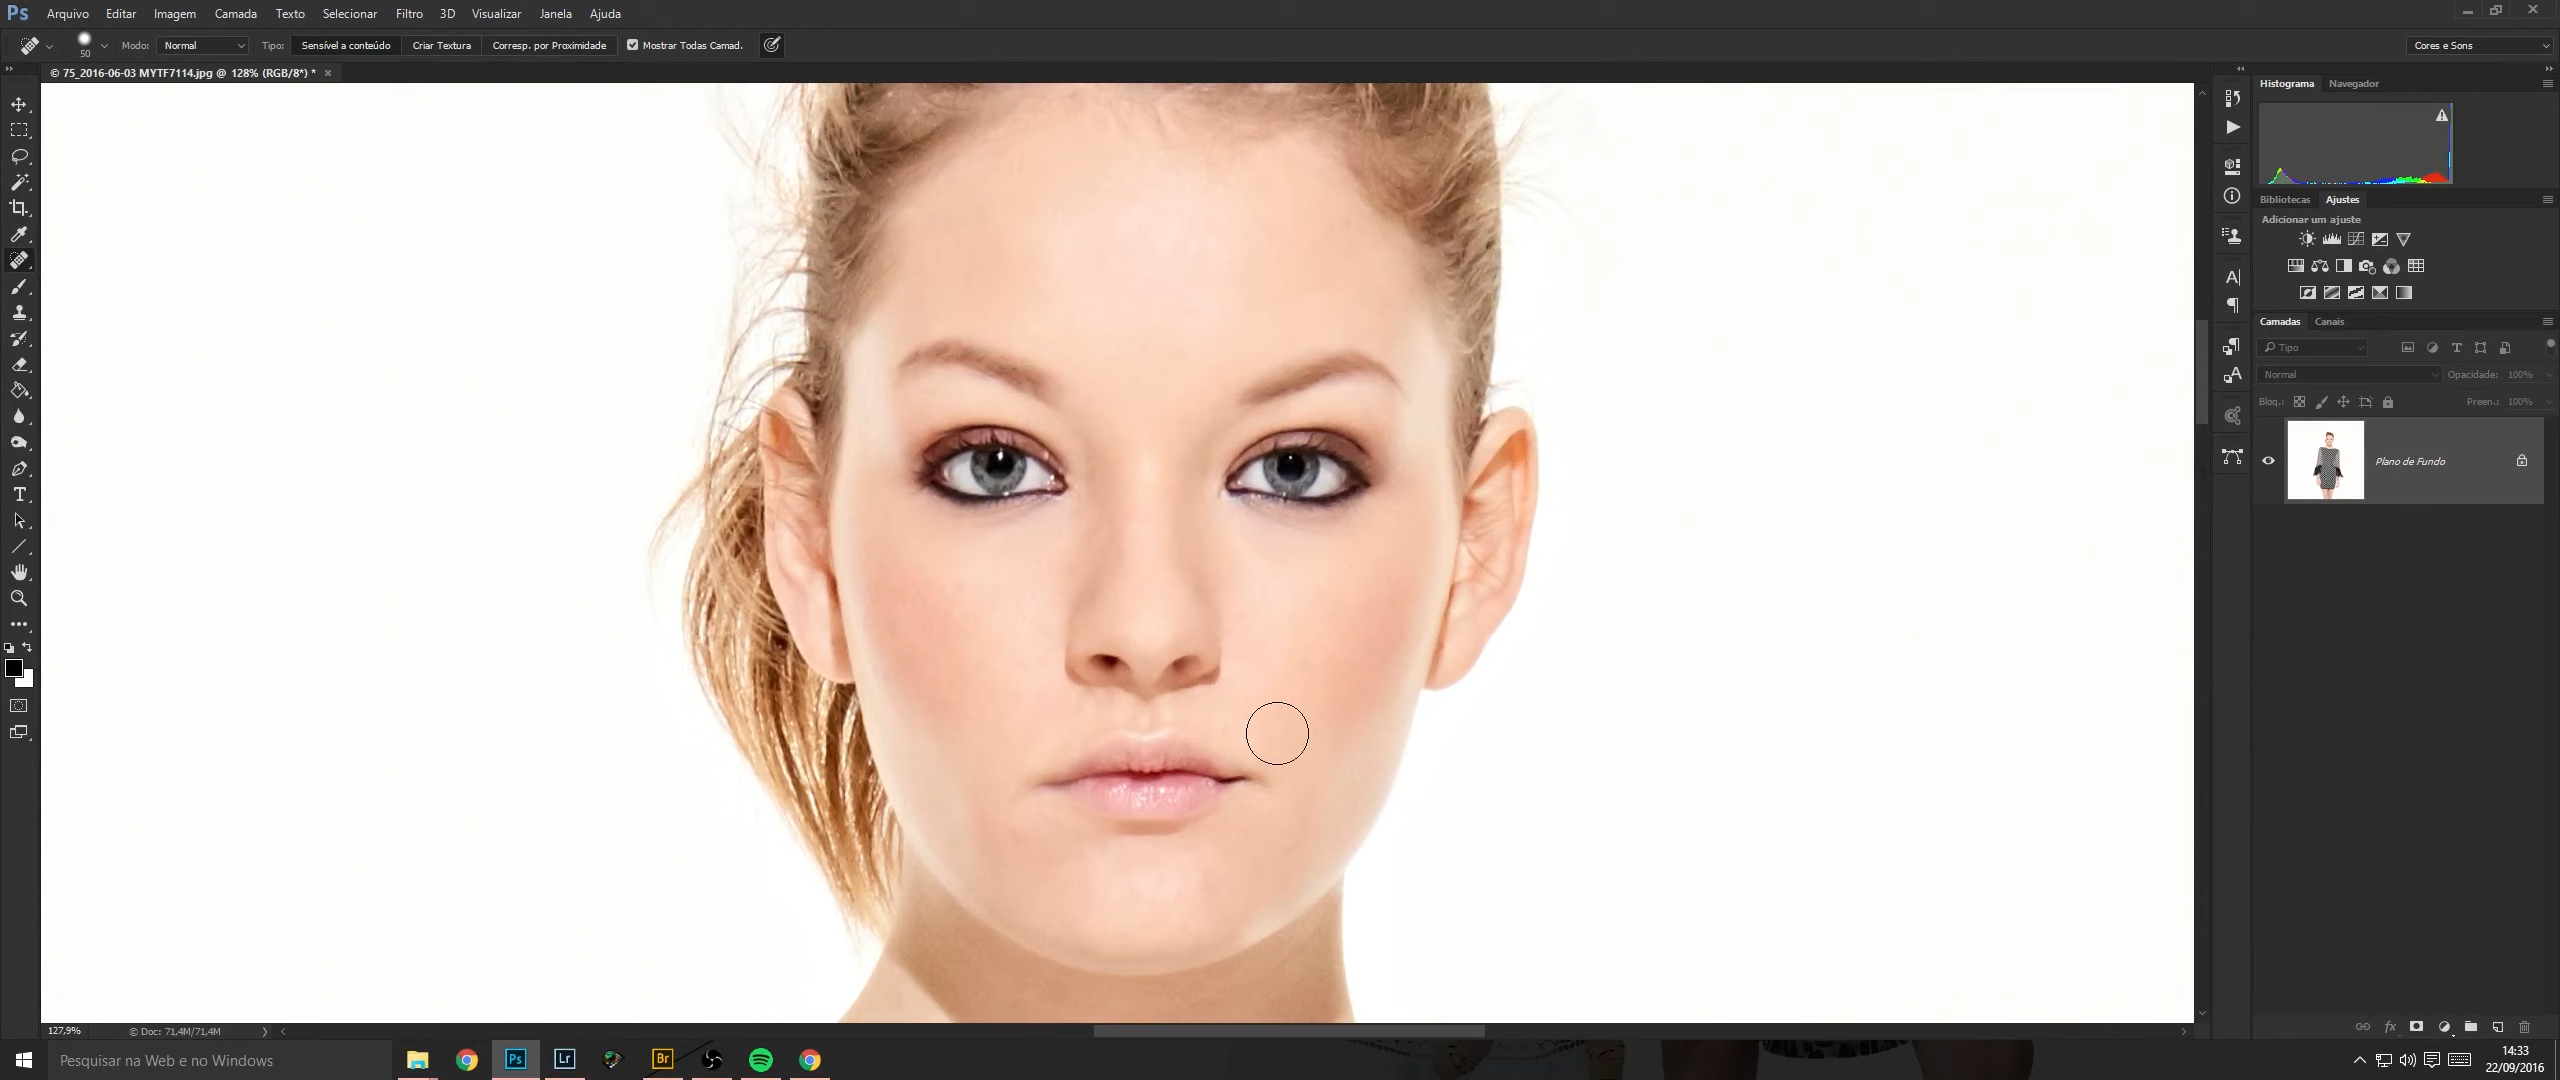 Ps Arquivo Editar Imagem Camada Texto Selecionar Filtro 3D Visualizar Janela Ajuda
50 Modo: Normal Tipo: Sensível a conteúdo Criar Textura Corresp. por Proximidade Mostrar Todas Camad. Cores e Sons
© 75_2016-06-03 MYTF7114.jpg @ 128% (RGB/8*) * ×
Histograma Navegador
Bibliotecas Ajustes
Adicionar um ajuste
Camadas Canais
Tipo
Normal Opacidade: 100%
Bloq.: Preen.: 100%
Plano de Fundo
127,9% © Doc: 71,4M/71,4M
Pesquisar na Web e no Windows Ps Lr Br
14:33
22/09/2016